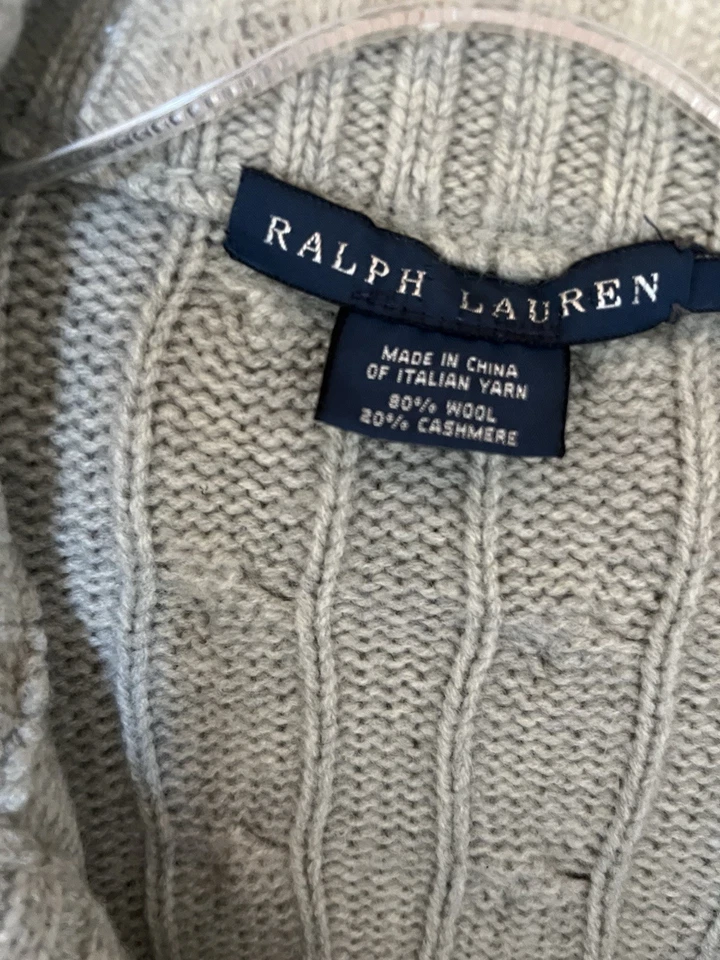 RALPH LAUREN
MADE IN CHINA
OF ITALIAN YARN
80% WOOL
20% CASHMERE